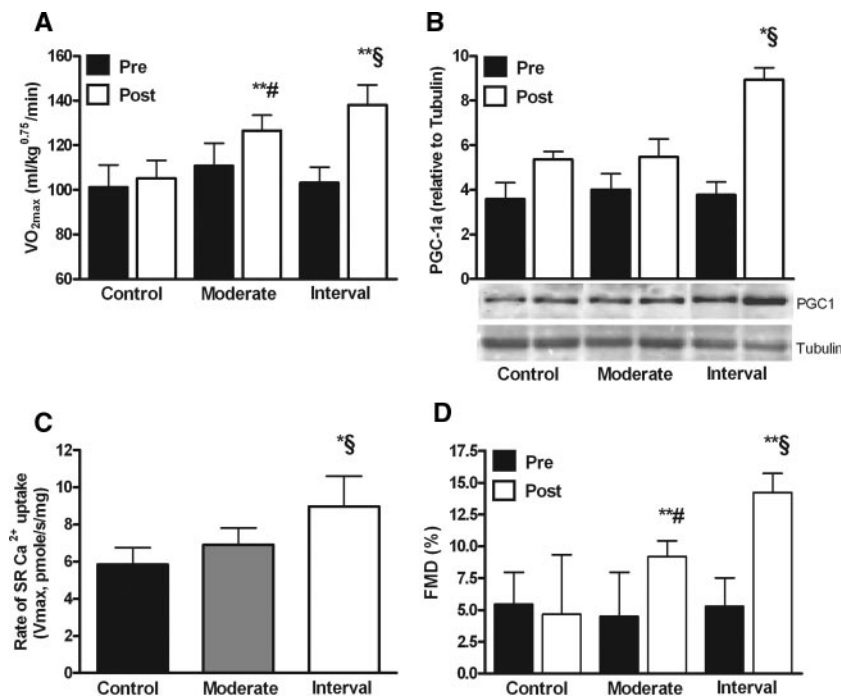 A
VO2max (ml/kg0.75/min)
160
140
120
100
80
60
Pre
Post
**#
**§
Control Moderate Interval
B
PGC-1a (relative to Tubulin)
10
8
6
4
2
0
Pre
Post
*§
PGC1
Tubulin
Control Moderate Interval
C
Rate of SR Ca2+ uptake
(Vmax, pmole/s/mg)
12
10
8
6
4
2
0
*§
Control Moderate Interval
D
FMD (%)
17.5
15.0
12.5
10.0
7.5
5.0
2.5
0.0
Pre
Post
**#
**§
Control Moderate Interval